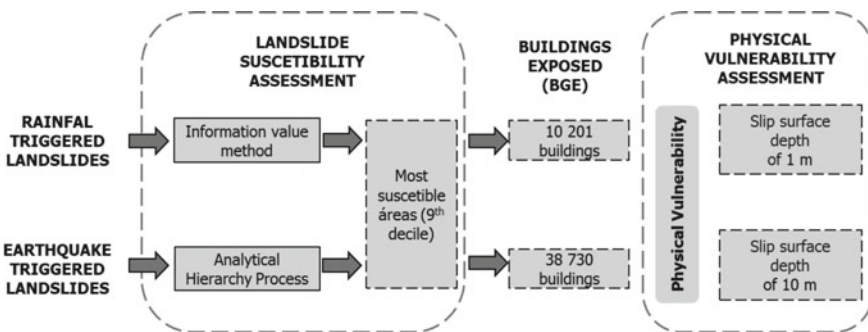 LANDSLIDE
SUSCETIBILITY
ASSESSMENT
BUILDINGS
EXPOSED
(BGE)
PHYSICAL
VULNERABILITY
ASSESSMENT
RAINFAL
TRIGGERED
LANDSLIDES
Information value
method
Most
suscetible
áreas (9th
decile)
10 201
buildings
Physical Vulnerability
Slip surface
depth
of 1 m
EARTHQUAKE
TRIGGERED
LANDSLIDES
Analytical
Hierarchy Process
38 730
buildings
Slip surface
depth
of 10 m